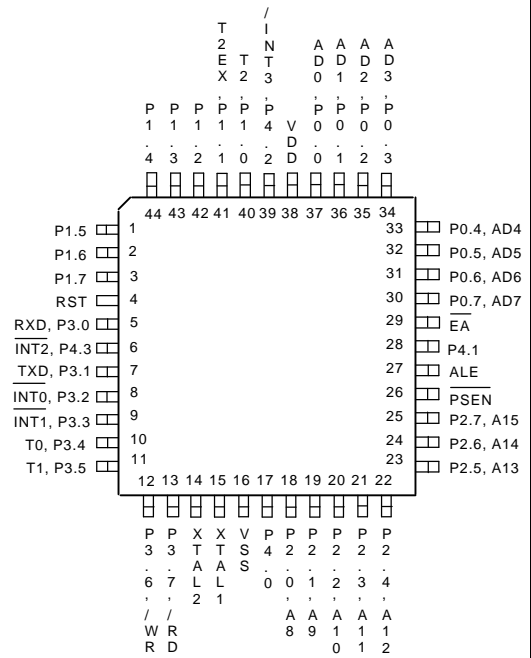 /INT3, P4.2
T2EX, P1.1
T2, P1.0
AD0, P0.0
AD1, P0.1
AD2, P0.2
AD3, P0.3
P1.4
P1.3
P1.2
VDD
44 43 42 41 40 39 38 37 36 35 34
P1.5 1
P1.6 2
P1.7 3
RST 4
RXD, P3.0 5
INT2, P4.3 6
TXD, P3.1 7
INT0, P3.2 8
INT1, P3.3 9
T0, P3.4 10
T1, P3.5 11
33 P0.4, AD4
32 P0.5, AD5
31 P0.6, AD6
30 P0.7, AD7
29 EA
28 P4.1
27 ALE
26 PSEN
25 P2.7, A15
24 P2.6, A14
23 P2.5, A13
12 13 14 15 16 17 18 19 20 21 22
P3.6, /WR
P3.7, /RD
XTAL2
XTAL1
VSS
P4.0
P2.0, A8
P2.1, A9
P2.2, A10
P2.3, A11
P2.4, A12